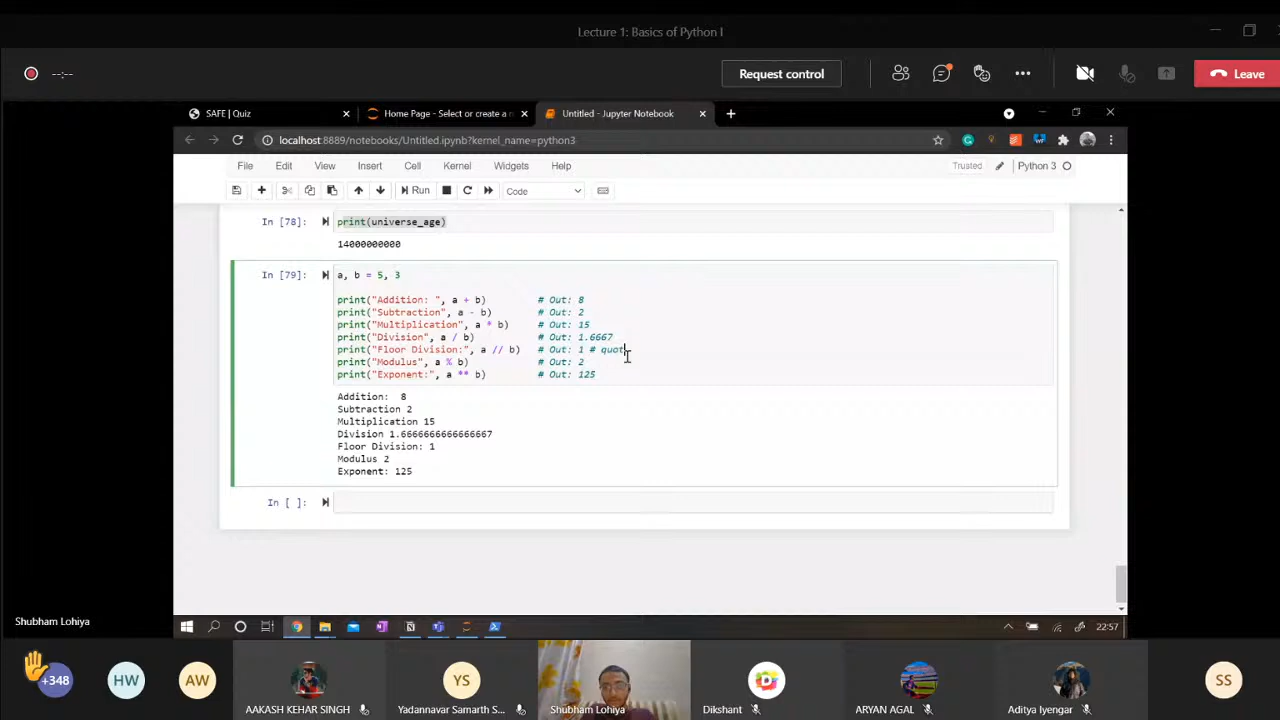 Lecture 1: Basics of Python I
--:--
Request control
Leave
SAFE | Quiz
Home Page - Select or create a n
Untitled - Jupyter Notebook
localhost:8889/notebooks/Untitled.ipynb?kernel_name=python3
File Edit View Insert Cell Kernel Widgets Help
Trusted
Python 3
Run
Code
In [78]:
print(universe_age)
14000000000
In [79]:
a, b = 5, 3
print("Addition: ", a + b) # Out: 8
print("Subtraction", a - b) # Out: 2
print("Multiplication", a * b) # Out: 15
print("Division", a / b) # Out: 1.6667
print("Floor Division:", a // b) # Out: 1 # quot
print("Modulus", a % b) # Out: 2
print("Exponent:", a ** b) # Out: 125
Addition:  8
Subtraction 2
Multiplication 15
Division 1.6666666666666667
Floor Division: 1
Modulus 2
Exponent: 125
In [ ]:
Shubham Lohiya
22:57
+348
HW
AW
AAKASH KEHAR SINGH
YS
Yadannavar Samarth S...
Shubham Lohiya
Dikshant
ARYAN AGAL
Aditya Iyengar
SS